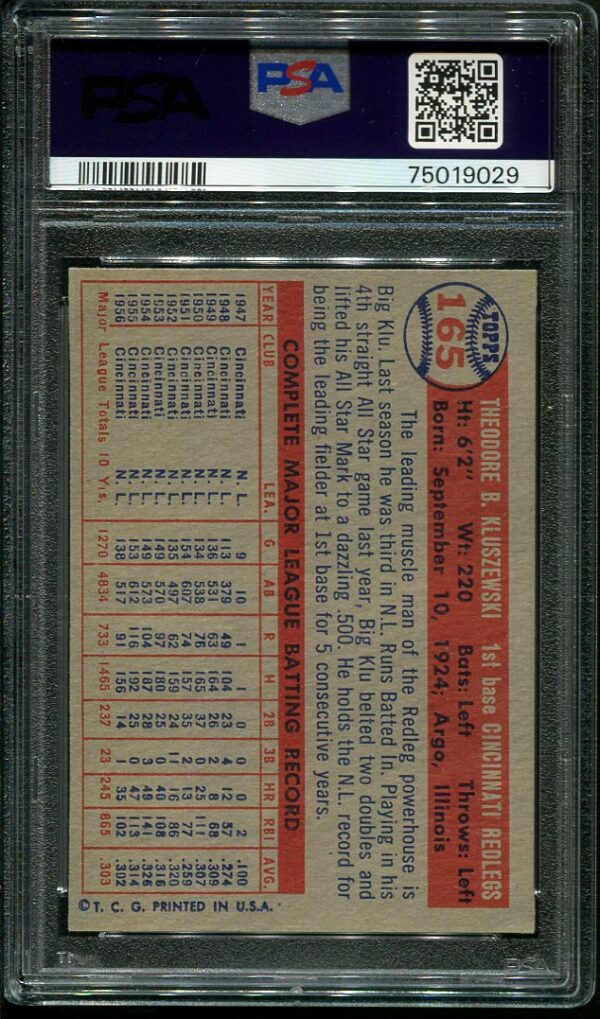 PSA
PSA
75019029
TOPPS
165
THEODORE B. KLUSZEWSKI 1st base CINCINNATI REDLEGS
Ht: 6'2" Wt: 220 Bats: Left Throws: Left
Born: September 10, 1924; Argo, Illinois
The leading muscle man of the Redleg powerhouse is
Big Klu. Last season he was third in N.L. Runs Batted In. Playing in his
4th straight All Star game last year, Big Klu belted two doubles and
lifted his All Star Mark to a dazzling .500. He holds the N.L. record for
being the leading fielder at 1st base for 5 consecutive years.
COMPLETE MAJOR LEAGUE BATTING RECORD
YEAR CLUB LEA. G AB R H 2B 3B HR RBI AVG.
1947 Cincinnati N. L. 9 10 1 1 0 0 0 2 .100
1948 Cincinnati N. L. 113 379 49 104 23 4 12 57 .274
1949 Cincinnati N. L. 136 531 63 164 26 2 8 68 .309
1950 Cincinnati N. L. 134 538 76 165 37 0 25 111 .307
1951 Cincinnati N. L. 154 607 74 157 35 2 13 77 .259
1952 Cincinnati N. L. 135 497 62 159 24 11 16 86 .320
1953 Cincinnati N. L. 149 570 97 180 25 0 40 108 .316
1954 Cincinnati N. L. 149 573 104 187 28 3 49 141 .326
1955 Cincinnati N. L. 153 612 116 192 25 0 47 113 .314
1956 Cincinnati N. L. 138 517 91 156 14 1 35 102 .302
Major League Totals 10 Yrs. 1270 4834 733 1465 237 23 245 865 .303
© T. C. G. PRINTED IN U.S.A.
PSA